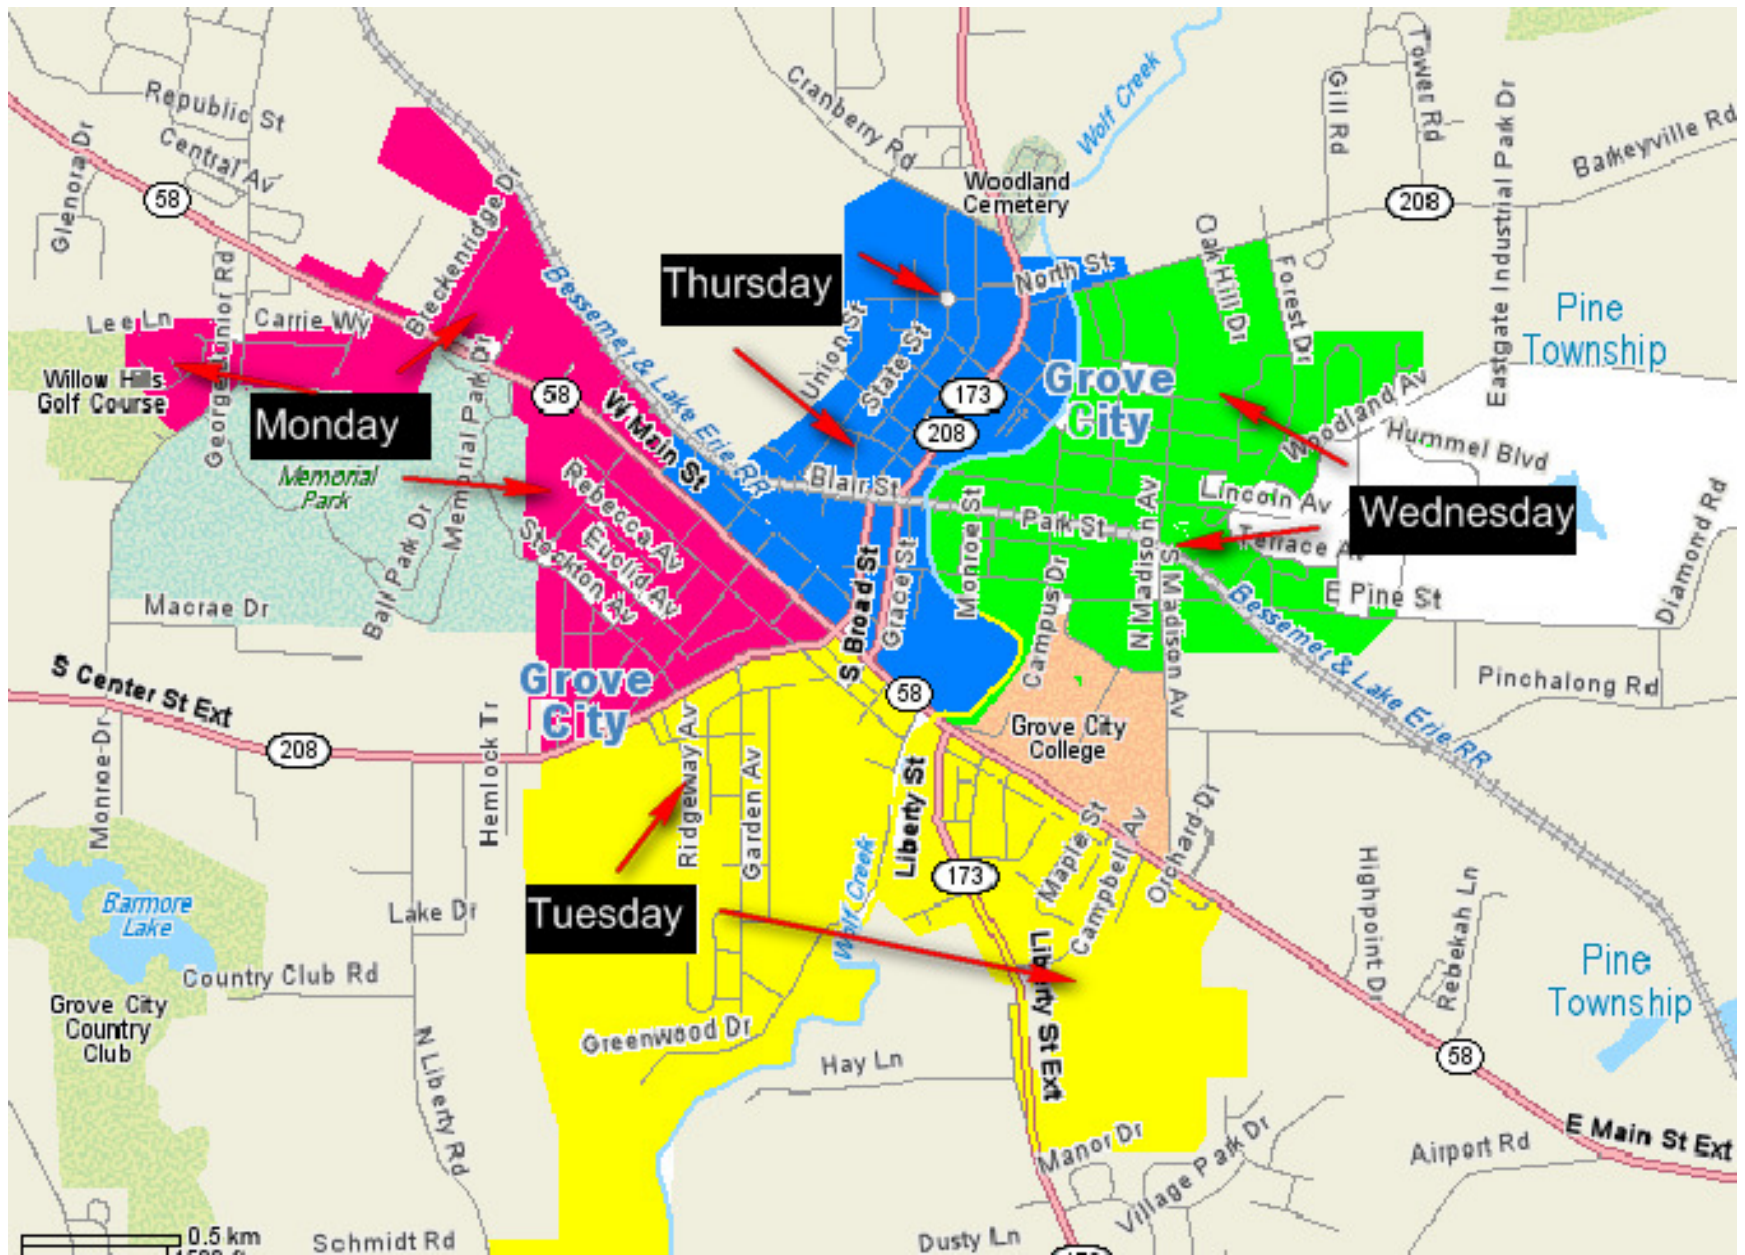 Republic St
Central Av
Glenora Dr
58
Cranberry Rd
Wolf Creek
Woodland
Cemetery
Gill Rd
Tower Rd
Eastgate Industrial Park Dr
Barkeyville Rd
208
Oak Hill Dr
Forest Dr
Breckenridge Dr
Bessemer & Lake Erie RR
Thursday
North St
Pine
Township
Lee Ln
George Junior Rd
Carrie Wy
Willow Hills
Golf Course
Memorial Park Dr
58
W Main St
Union St
State St
173
208
Grove
City
Woodland Av
Hummel Blvd
Monday
Memorial
Park
Blair St
Park St
Monroe St
N Madison Av
Lincoln Av
Terrace Av
Wednesday
Diamond Rd
Rebecca Av
Euclid Av
Stockton Av
Ball Park Dr
Macrae Dr
S Broad St
Grace St
Campus Dr
S Madison Av
E Pine St
Bessemer & Lake Erie RR
Pinchalong Rd
S Center St Ext
208
Monroe Dr
Hemlock Tr
Grove
City
58
Grove City
College
Ridgeway Av
Garden Av
Liberty St
Wolf Creek
173
Maple St
Campbell Av
Orchard Dr
Highpoint Dr
Rebekah Ln
Barmore
Lake
Lake Dr
Tuesday
Country Club Rd
Grove City
Country
Club
N Liberty Rd
Greenwood Dr
Hay Ln
Liberty St Ext
Pine
Township
58
E Main St Ext
Airport Rd
Manor Dr
Village Park Dr
Dusty Ln
Schmidt Rd
0.5 km